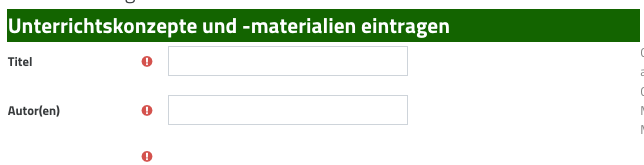 Unterrichtskonzepte und -materialien eintragen
Titel
Autor(en)